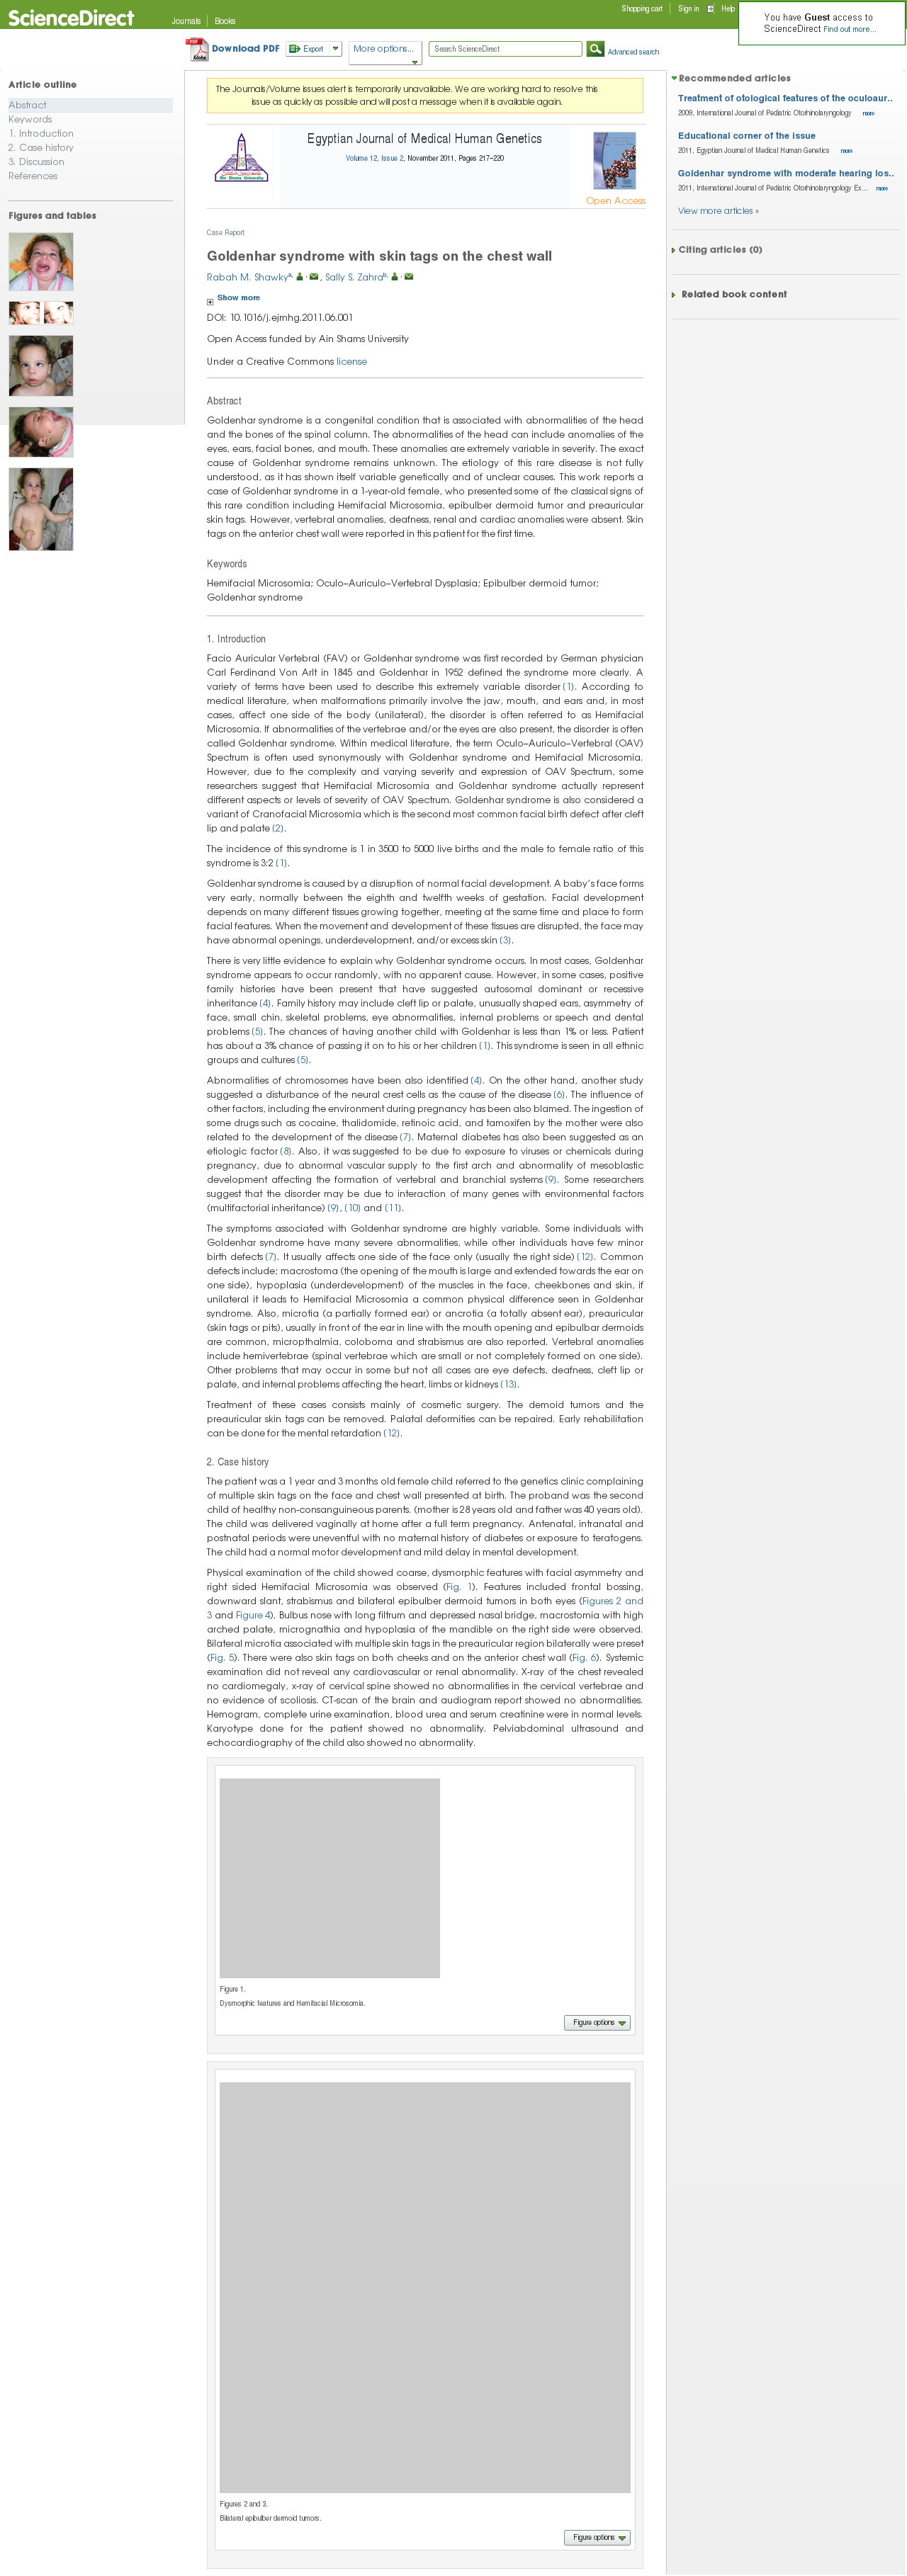 ScienceDirect
Journals
Books
Shopping cart
Sign in
Help
You have Guest access to
ScienceDirect Find out more...
Download PDF
Export
More options...
Search ScienceDirect
Advanced search
Article outline
Abstract
Keywords
1. Introduction
2. Case history
3. Discussion
References
Figures and tables
The Journals/Volume issues alert is temporarily unavailable. We are working hard to resolve this
issue as quickly as possible and will post a message when it is available again.
Egyptian Journal of Medical Human Genetics
Volume 12, Issue 2, November 2011, Pages 217–220
Open Access
Case Report
Goldenhar syndrome with skin tags on the chest wall
Rabah M. Shawky a, , Sally S. Zahra b,
Show more
DOI: 10.1016/j.ejmhg.2011.06.001
Open Access funded by Ain Shams University
Under a Creative Commons license
Abstract
Goldenhar syndrome is a congenital condition that is associated with abnormalities of the head
and the bones of the spinal column. The abnormalities of the head can include anomalies of the
eyes, ears, facial bones, and mouth. These anomalies are extremely variable in severity. The exact
cause of Goldenhar syndrome remains unknown. The etiology of this rare disease is not fully
understood, as it has shown itself variable genetically and of unclear causes. This work reports a
case of Goldenhar syndrome in a 1-year-old female, who presented some of the classical signs of
this rare condition including Hemifacial Microsomia, epibulber dermoid tumor and preauricular
skin tags. However, vertebral anomalies, deafness, renal and cardiac anomalies were absent. Skin
tags on the anterior chest wall were reported in this patient for the first time.
Keywords
Hemifacial Microsomia; Oculo–Auriculo–Vertebral Dysplasia; Epibulber dermoid tumor;
Goldenhar syndrome
1. Introduction
Facio Auricular Vertebral (FAV) or Goldenhar syndrome was first recorded by German physician
Carl Ferdinand Von Arlt in 1845 and Goldenhar in 1952 defined the syndrome more clearly. A
variety of terms have been used to describe this extremely variable disorder (1). According to
medical literature, when malformations primarily involve the jaw, mouth, and ears and, in most
cases, affect one side of the body (unilateral), the disorder is often referred to as Hemifacial
Microsomia. If abnormalities of the vertebrae and/or the eyes are also present, the disorder is often
called Goldenhar syndrome. Within medical literature, the term Oculo–Auriculo–Vertebral (OAV)
Spectrum is often used synonymously with Goldenhar syndrome and Hemifacial Microsomia.
However, due to the complexity and varying severity and expression of OAV Spectrum, some
researchers suggest that Hemifacial Microsomia and Goldenhar syndrome actually represent
different aspects or levels of severity of OAV Spectrum. Goldenhar syndrome is also considered a
variant of Cranofacial Microsomia which is the second most common facial birth defect after cleft
lip and palate (2).
The incidence of this syndrome is 1 in 3500 to 5000 live births and the male to female ratio of this
syndrome is 3:2 (1).
Goldenhar syndrome is caused by a disruption of normal facial development. A baby's face forms
very early, normally between the eighth and twelfth weeks of gestation. Facial development
depends on many different tissues growing together, meeting at the same time and place to form
facial features. When the movement and development of these tissues are disrupted, the face may
have abnormal openings, underdevelopment, and/or excess skin (3).
There is very little evidence to explain why Goldenhar syndrome occurs. In most cases, Goldenhar
syndrome appears to occur randomly, with no apparent cause. However, in some cases, positive
family histories have been present that have suggested autosomal dominant or recessive
inheritance (4). Family history may include cleft lip or palate, unusually shaped ears, asymmetry of
face, small chin, skeletal problems, eye abnormalities, internal problems or speech and dental
problems (5). The chances of having another child with Goldenhar is less than 1% or less. Patient
has about a 3% chance of passing it on to his or her children (1). This syndrome is seen in all ethnic
groups and cultures (5).
Abnormalities of chromosomes have been also identified (4). On the other hand, another study
suggested a disturbance of the neural crest cells as the cause of the disease (6). The influence of
other factors, including the environment during pregnancy has been also blamed. The ingestion of
some drugs such as cocaine, thalidomide, retinoic acid, and tamoxifen by the mother were also
related to the development of the disease (7). Maternal diabetes has also been suggested as an
etiologic factor (8). Also, it was suggested to be due to exposure to viruses or chemicals during
pregnancy, due to abnormal vascular supply to the first arch and abnormality of mesoblastic
development affecting the formation of vertebral and branchial systems (9). Some researchers
suggest that the disorder may be due to interaction of many genes with environmental factors
(multifactorial inheritance) (9), (10) and (11).
The symptoms associated with Goldenhar syndrome are highly variable. Some individuals with
Goldenhar syndrome have many severe abnormalities, while other individuals have few minor
birth defects (7). It usually affects one side of the face only (usually the right side) (12). Common
defects include; macrostoma (the opening of the mouth is large and extended towards the ear on
one side), hypoplasia (underdevelopment) of the muscles in the face, cheekbones and skin, if
unilateral it leads to Hemifacial Microsomia a common physical difference seen in Goldenhar
syndrome. Also, microtia (a partially formed ear) or ancrotia (a totally absent ear), preauricular
(skin tags or pits), usually in front of the ear in line with the mouth opening and epibulbar dermoids
are common, micropthalmia, coloboma and strabismus are also reported. Vertebral anomalies
include hemivertebrae (spinal vertebrae which are small or not completely formed on one side).
Other problems that may occur in some but not all cases are eye defects, deafness, cleft lip or
palate, and internal problems affecting the heart, limbs or kidneys (13).
Treatment of these cases consists mainly of cosmetic surgery. The demoid tumors and the
preauricular skin tags can be removed. Palatal deformities can be repaired. Early rehabilitation
can be done for the mental retardation (12).
2. Case history
The patient was a 1 year and 3 months old female child referred to the genetics clinic complaining
of multiple skin tags on the face and chest wall presented at birth. The proband was the second
child of healthy non-consanguineous parents. (mother is 28 years old and father was 40 years old).
The child was delivered vaginally at home after a full term pregnancy. Antenatal, intranatal and
postnatal periods were uneventful with no maternal history of diabetes or exposure to teratogens.
The child had a normal motor development and mild delay in mental development.
Physical examination of the child showed coarse, dysmorphic features with facial asymmetry and
right sided Hemifacial Microsomia was observed (Fig. 1). Features included frontal bossing,
downward slant, strabismus and bilateral epibulber dermoid tumors in both eyes (Figures 2 and
3 and Figure 4). Bulbus nose with long filtrum and depressed nasal bridge, macrostomia with high
arched palate, micrognathia and hypoplasia of the mandible on the right side were observed.
Bilateral microtia associated with multiple skin tags in the preauricular region bilaterally were preset
(Fig. 5). There were also skin tags on both cheeks and on the anterior chest wall (Fig. 6). Systemic
examination did not reveal any cardiovascular or renal abnormality. X-ray of the chest revealed
no cardiomegaly, x-ray of cervical spine showed no abnormalities in the cervical vertebrae and
no evidence of scoliosis. CT-scan of the brain and audiogram report showed no abnormalities.
Hemogram, complete urine examination, blood urea and serum creatinine were in normal levels.
Karyotype done for the patient showed no abnormality. Pelviabdominal ultrasound and
echocardiography of the child also showed no abnormality.
Figure 1.
Dysmorphic features and Hemifacial Microsomia.
Figure options
Figures 2 and 3.
Bilateral epibulber dermoid tumors.
Figure options
Recommended articles
Treatment of otological features of the oculoaur...
2009, International Journal of Pediatric Otorhinolaryngology more
Educational corner of the issue
2011, Egyptian Journal of Medical Human Genetics more
Goldenhar syndrome with moderate hearing los...
2011, International Journal of Pediatric Otorhinolaryngology Ex... more
View more articles »
Citing articles (0)
Related book content